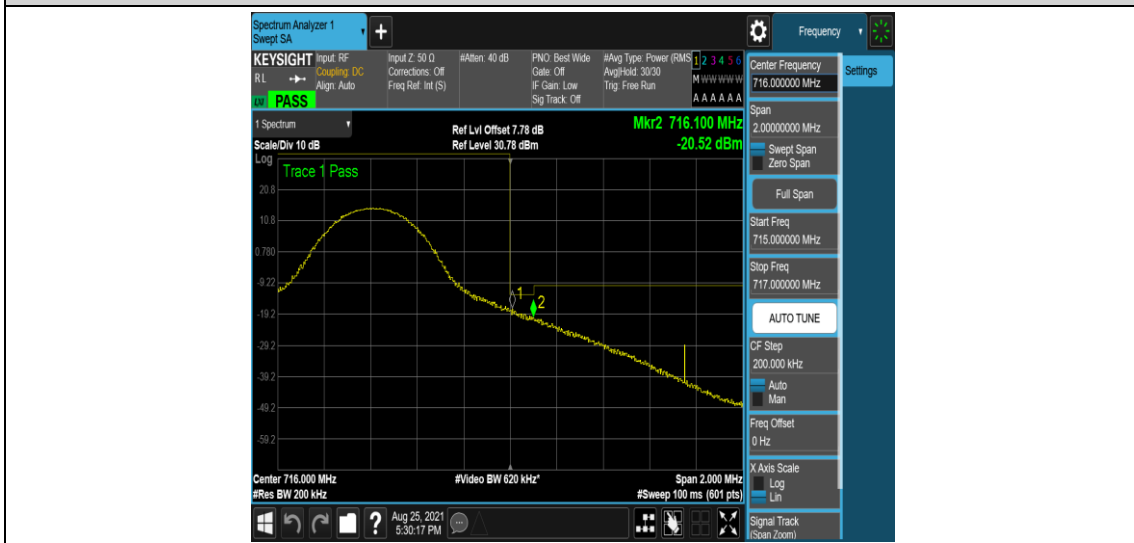 Spectrum Analyzer 1
Swept SA
+
Frequency
KEYSIGHT
RL
PASS
Input: RF
Coupling: DC
Align: Auto
Input Z: 50 Ω
Corrections: Off
Freq Ref: Int (S)
#Atten: 40 dB
PNO: Best Wide
Gate: Off
IF Gain: Low
Sig Track: Off
#Avg Type: Power (RMS
Avg|Hold: 30/30
Trig: Free Run
1 2 3 4 5 6
M W W W W W
A A A A A A
1 Spectrum
Scale/Div 10 dB
Ref Lvl Offset 7.78 dB
Ref Level 30.78 dBm
Mkr2 716.100 MHz
-20.52 dBm
Log
Trace 1 Pass
20.8
10.8
0.780
-9.22
-19.2
-29.2
-39.2
-49.2
-59.2
1
2
Center 716.000 MHz
#Res BW 200 kHz
#Video BW 620 kHz*
Span 2.000 MHz
#Sweep 100 ms (601 pts)
Center Frequency
716.000000 MHz
Settings
Span
2.00000000 MHz
Swept Span
Zero Span
Full Span
Start Freq
715.000000 MHz
Stop Freq
717.000000 MHz
AUTO TUNE
CF Step
200.000 kHz
Auto
Man
Freq Offset
0 Hz
X Axis Scale
Log
Lin
Signal Track
(Span Zoom)
?
Aug 25, 2021
5:30:17 PM